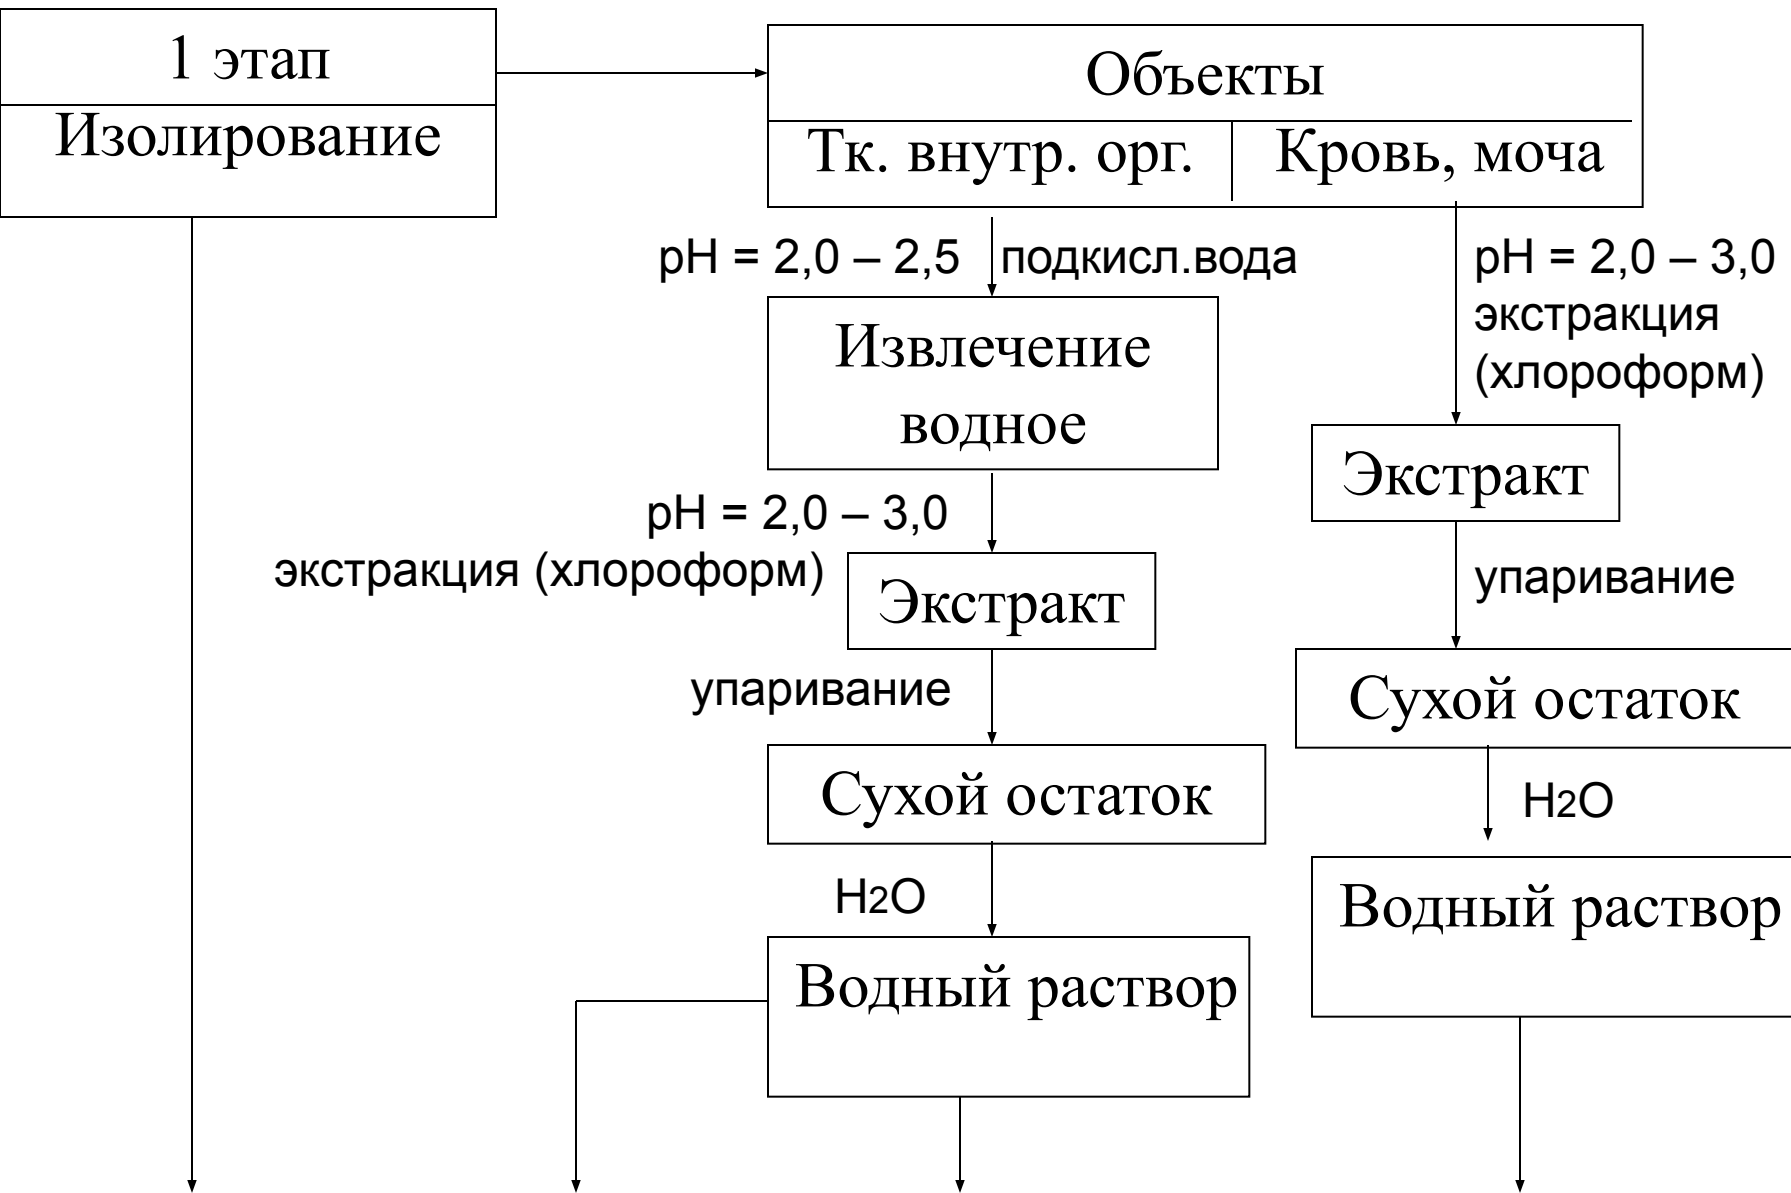 1 этап
Изолирование
Объекты
Тк. внутр. орг.
Кровь, моча
pH = 2,0 – 2,5
подкисл.вода
Извлечение
водное
pH = 2,0 – 3,0
экстракция (хлороформ)
Экстракт
упаривание
Сухой остаток
H2O
Водный раствор
pH = 2,0 – 3,0
экстракция
(хлороформ)
Экстракт
упаривание
Сухой остаток
H2O
Водный раствор